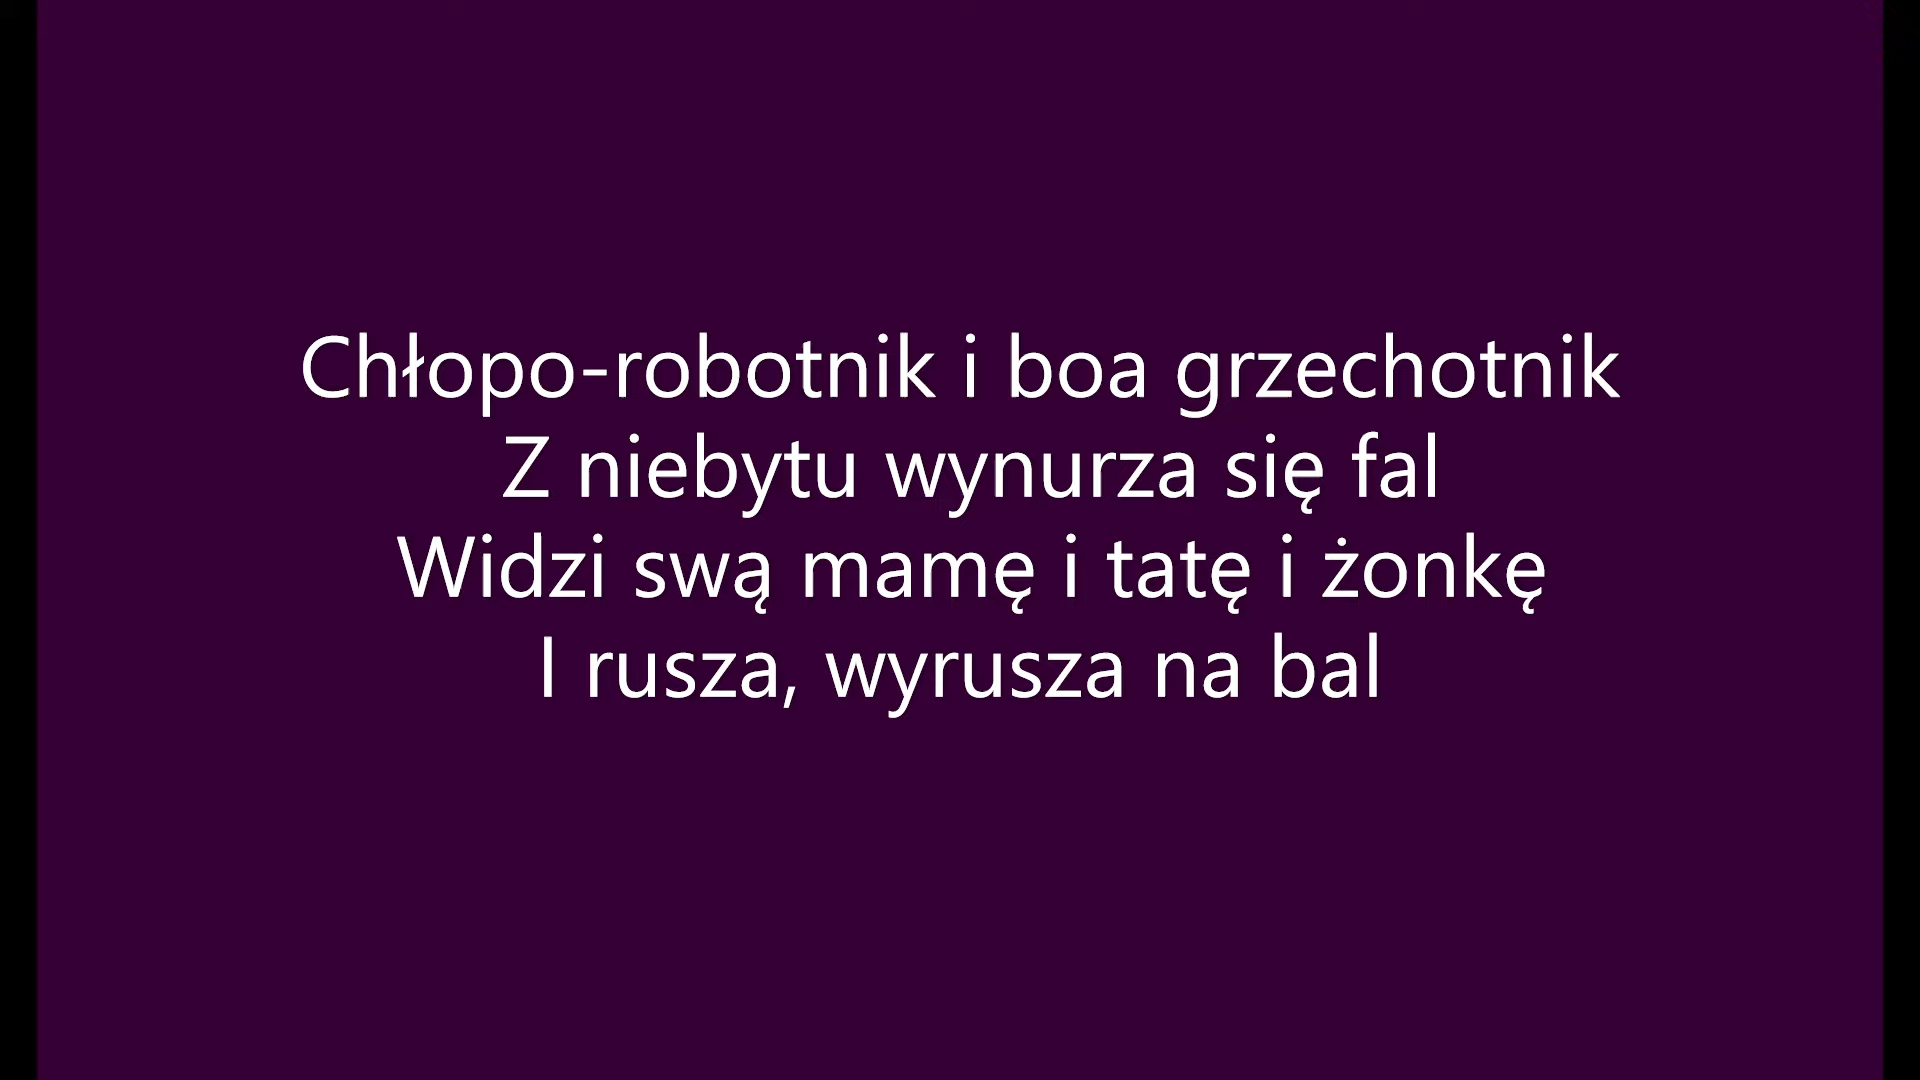 Chłopo-robotnik i boa grzechotnik
Z niebytu wynurza się fal
Widzi swą mamę i tatę i żonkę
I rusza, wyrusza na bal